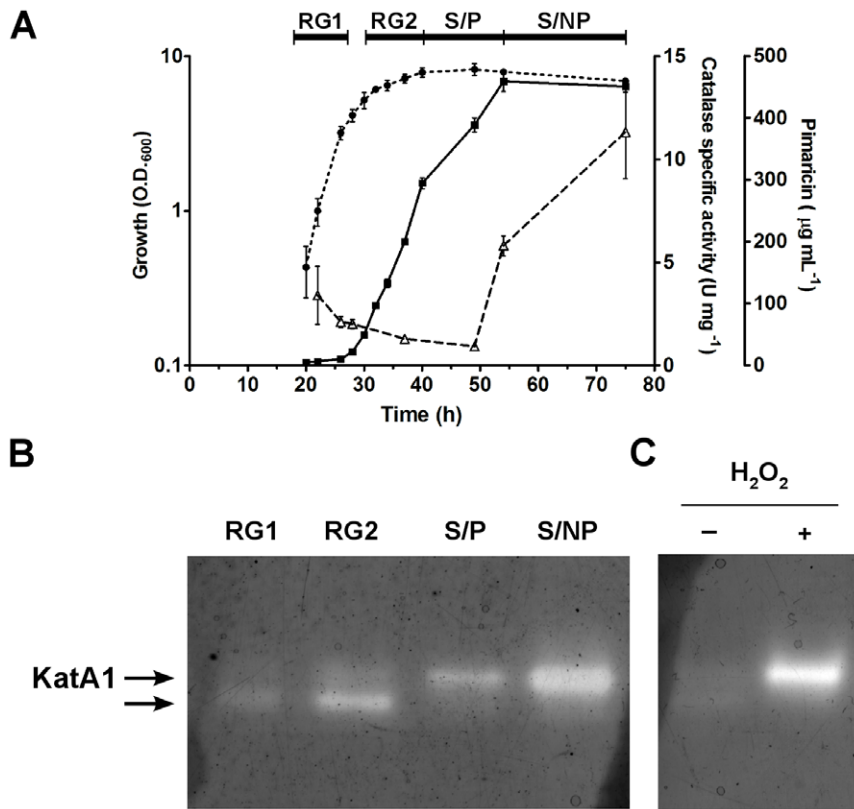 A
RG1 RG2 S/P S/NP
10
1
0.1
Growth (O.D.₋₆₀₀)
0 10 20 30 40 50 60 70 80
Time (h)
15
10
5
0
Catalase specific activity (U mg⁻¹)
500
400
300
200
100
0
Pimaricin ( µg mL⁻¹)
B
RG1 RG2 S/P S/NP
KatA1
C
H₂O₂
– +